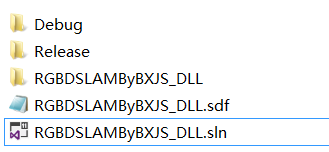 Debug
Release
RGBDSLAMByBXJS_DLL
RGBDSLAMByBXJS_DLL.sdf
RGBDSLAMByBXJS_DLL.sln